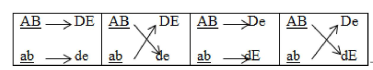 AB → DE AB DE AB → De AB De
ab → de ab de ab → dE ab dE